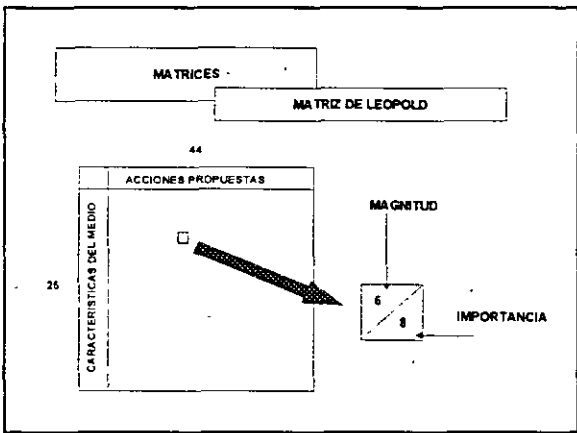 MATRICES
MATRIZ DE LEOPOLD
44
ACCIONES PROPUESTAS
MAGNITUD
CARACTERISTICAS DEL MEDIO
26
6
8
IMPORTANCIA